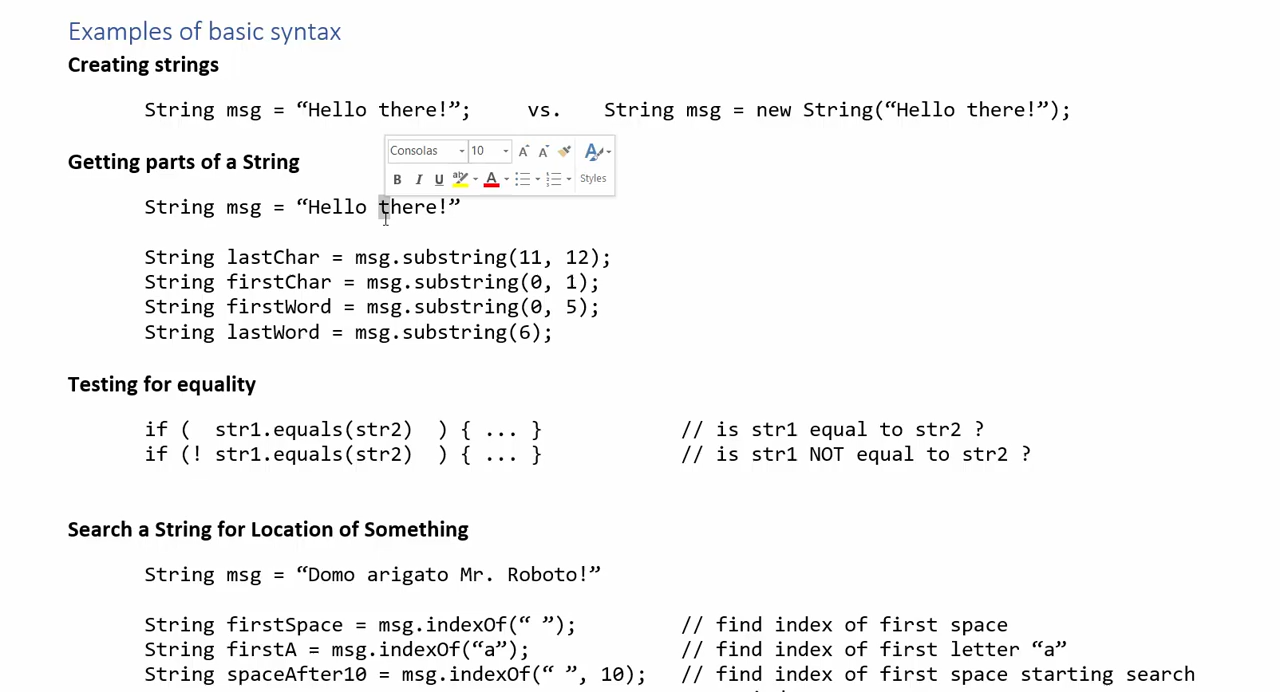 Examples of basic syntax
Creating strings
String msg = “Hello there!”; vs. String msg = new String(“Hello there!”);
Consolas 10 A A A
B I U aby A Styles
Getting parts of a String
String msg = “Hello there!”
String lastChar = msg.substring(11, 12);
String firstChar = msg.substring(0, 1);
String firstWord = msg.substring(0, 5);
String lastWord = msg.substring(6);
Testing for equality
if ( str1.equals(str2) ) { ... } // is str1 equal to str2 ?
if (! str1.equals(str2) ) { ... } // is str1 NOT equal to str2 ?
Search a String for Location of Something
String msg = “Domo arigato Mr. Roboto!”
String firstSpace = msg.indexOf(“ ”); // find index of first space
String firstA = msg.indexOf(“a”); // find index of first letter “a”
String spaceAfter10 = msg.indexOf(“ ”, 10); // find index of first space starting search